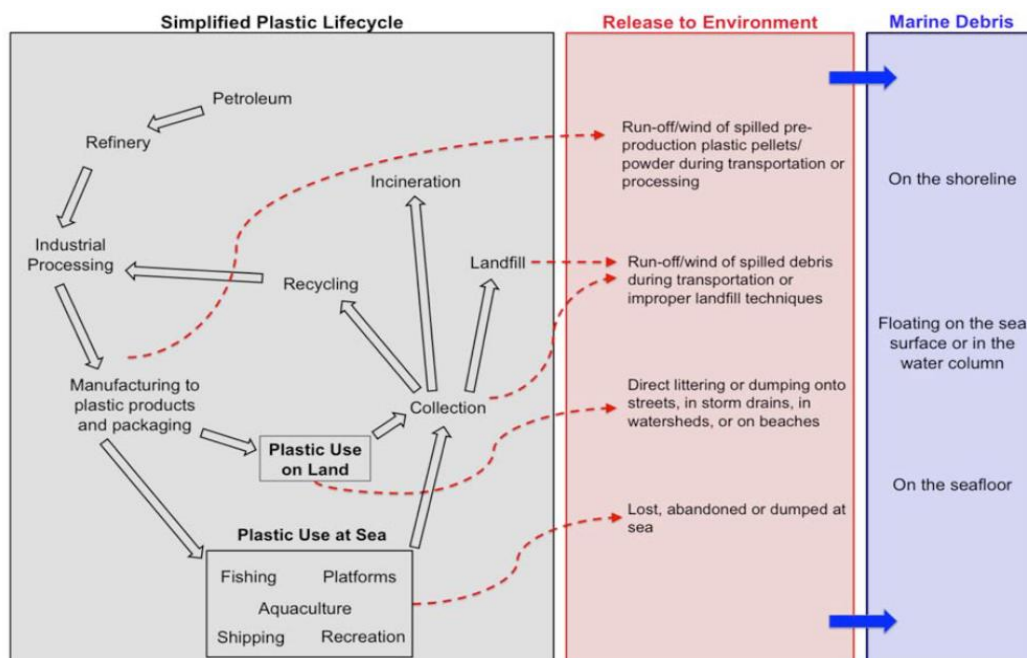 Simplified Plastic Lifecycle
Release to Environment
Marine Debris
Petroleum
Refinery
Incineration
Industrial
Processing
Recycling
Landfill
Manufacturing to
plastic products
and packaging
Collection
Plastic Use
on Land
Plastic Use at Sea
Fishing
Platforms
Aquaculture
Shipping
Recreation
Run-off/wind of spilled pre-
production plastic pellets/
powder during transportation or
processing
Run-off/wind of spilled debris
during transportation or
improper landfill techniques
Direct littering or dumping onto
streets, in storm drains, in
watersheds, or on beaches
Lost, abandoned or dumped at
sea
On the shoreline
Floating on the sea
surface or in the
water column
On the seafloor